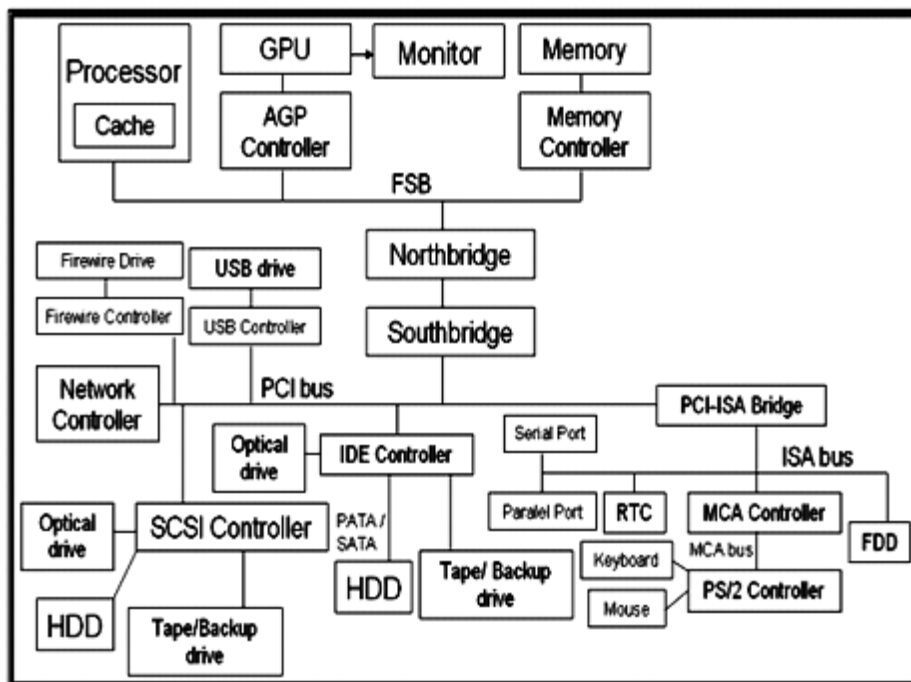 GPU
Monitor
Memory
Processor
Cache
AGP
Controller
Memory
Controller
FSB
Firewire Drive
USB drive
Northbridge
Firewire Controller
USB Controller
Southbridge
Network
Controller
PCI bus
PCI-ISA Bridge
Serial Port
Optical
drive
IDE Controller
ISA bus
Optical
drive
SCSI Controller
PATA /
SATA
Paralel Port
RTC
MCA Controller
FDD
MCA bus
Keyboard
HDD
Tape/ Backup
drive
PS/2 Controller
Mouse
HDD
Tape/Backup
drive